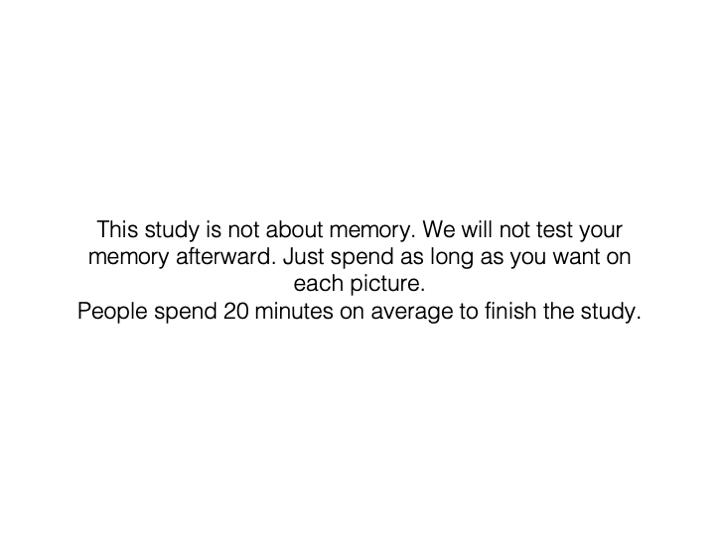 This study is not about memory. We will not test your
memory afterward. Just spend as long as you want on
each picture.
People spend 20 minutes on average to finish the study.